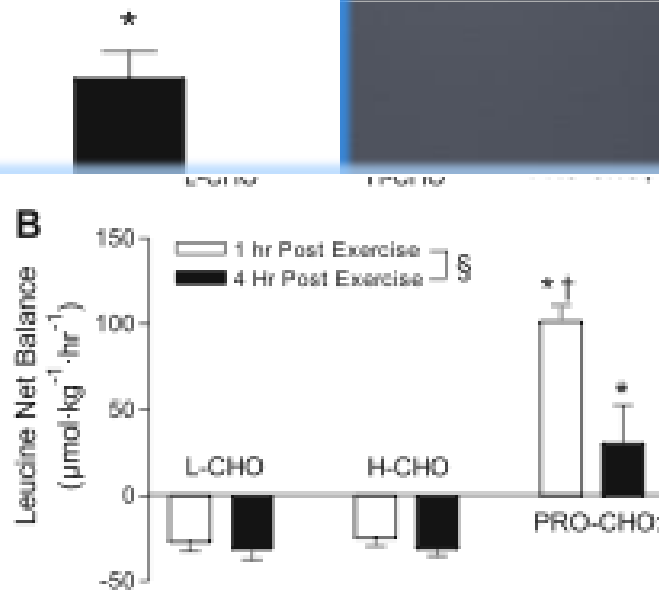 *
B
150
1 hr Post Exercise
4 Hr Post Exercise
§
* †
100
*
50
Leucine Net Balance
(μmol·kg⁻¹·hr⁻¹)
L-CHO
H-CHO
0
PRO-CHO
-50